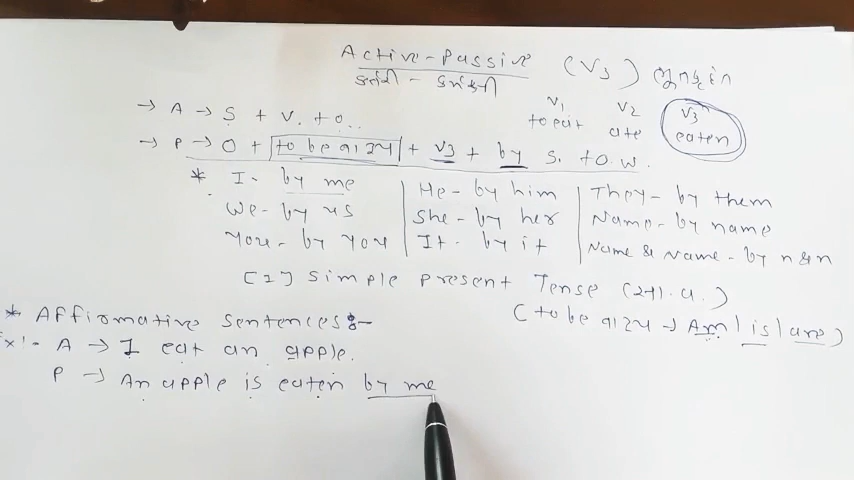 Active-Passive (V3)
કર્તરી - કર્મણી
V1 V2 V3
to eat ate eaten
→ A → S + V. + O...
→ P → O + to be વાચક + V3 + by S. + O.W.
* I - by me He - by him They - by them
We - by us She - by her Name - by name
You - by you It - by it Name & Name - by n & n
[1] Simple Present Tense (સા.વ.)
(to be વાચક → Am | is | are)
* Affirmative Sentences:-
Ex:- A → I eat an apple.
P → An apple is eaten by me